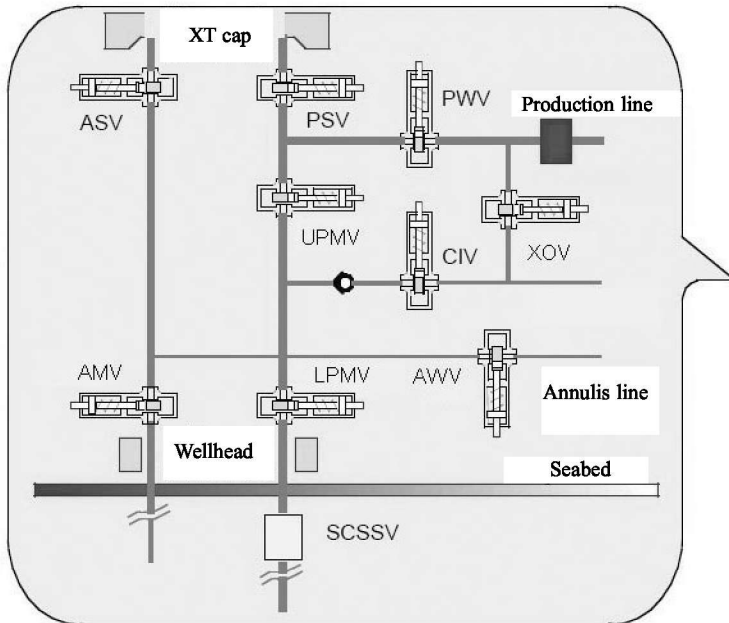 XT cap
ASV
PSV
PWV
Production line
UPMV
CIV
XOV
AMV
LPMV
AWV
Annulis line
Wellhead
Seabed
SCSSV